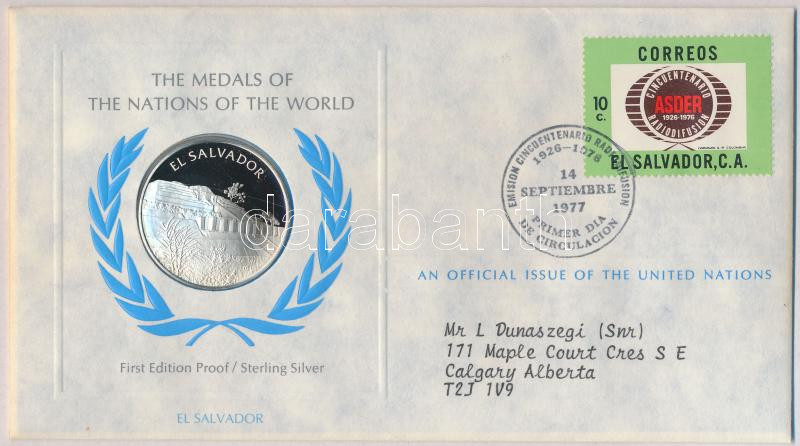 THE MEDALS OF
THE NATIONS OF THE WORLD
EL SALVADOR
First Edition Proof / Sterling Silver
EL SALVADOR
CORREOS
CINCUENTENARIO
10
C.
ASDER
1926-1976
RADIODIFUSION
EL SALVADOR, C.A.
EMISION CINCUENTENARIO RADIODIFUSION
1926-1976
14
SEPTIEMBRE
1977
PRIMER DIA
DE CIRCULACION
AN OFFICIAL ISSUE OF THE UNITED NATIONS
Mr L Dunaszegi (Snr)
171 Maple Court Cres S E
Calgary Alberta
T2J 1V9
darabanth